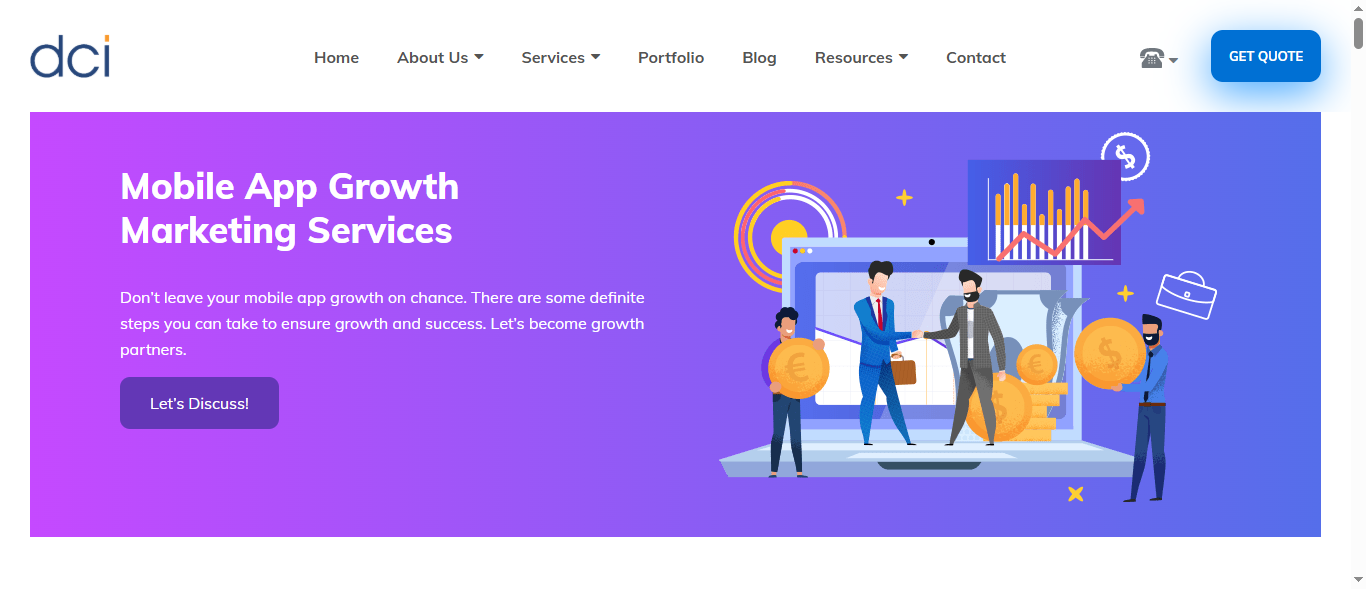 dci
Home About Us Services Portfolio Blog Resources Contact
GET QUOTE
Mobile App Growth
Marketing Services
Don’t leave your mobile app growth on chance. There are some definite
steps you can take to ensure growth and success. Let’s become growth
partners.
Let’s Discuss!